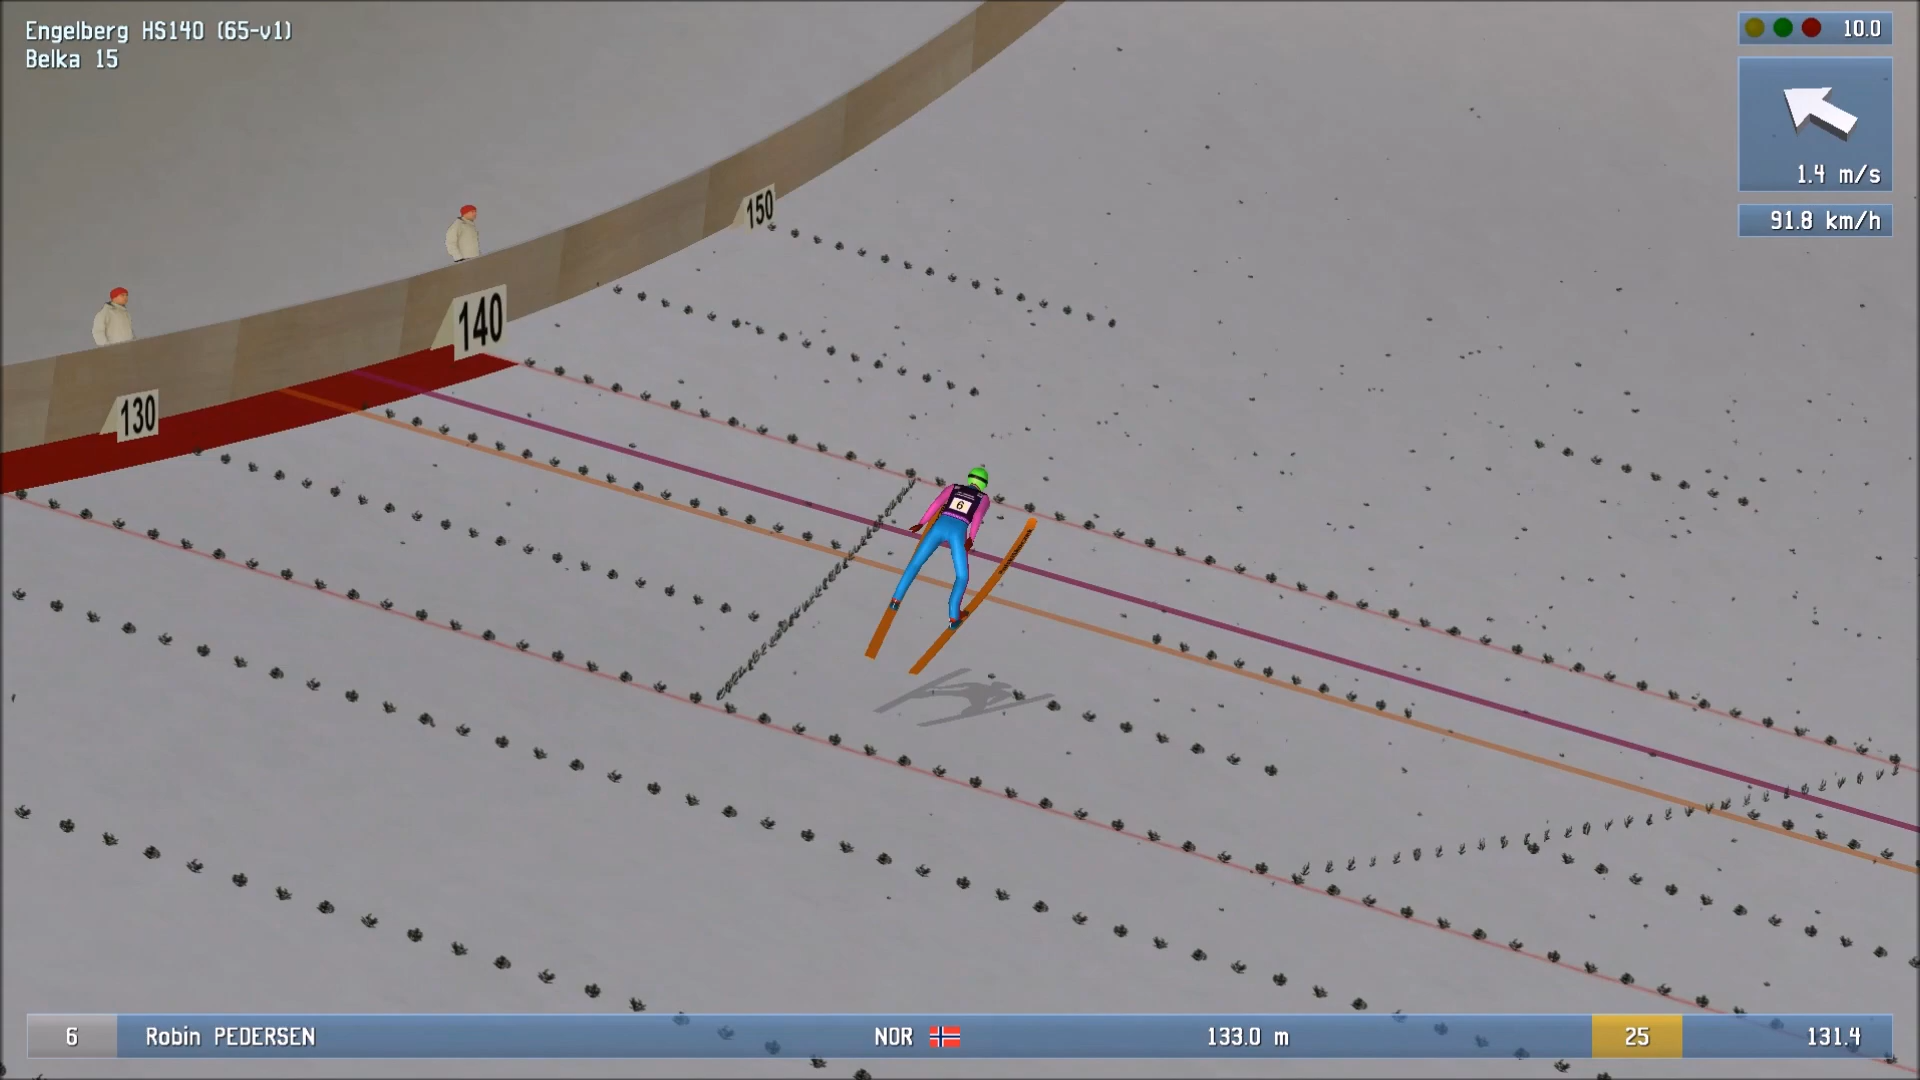 Engelberg HS140 (65-v1)
Belka 15
10.0
1.4 m/s
91.8 km/h
150
140
130
6
6 Robin PEDERSEN NOR 133.0 m 25 131.4